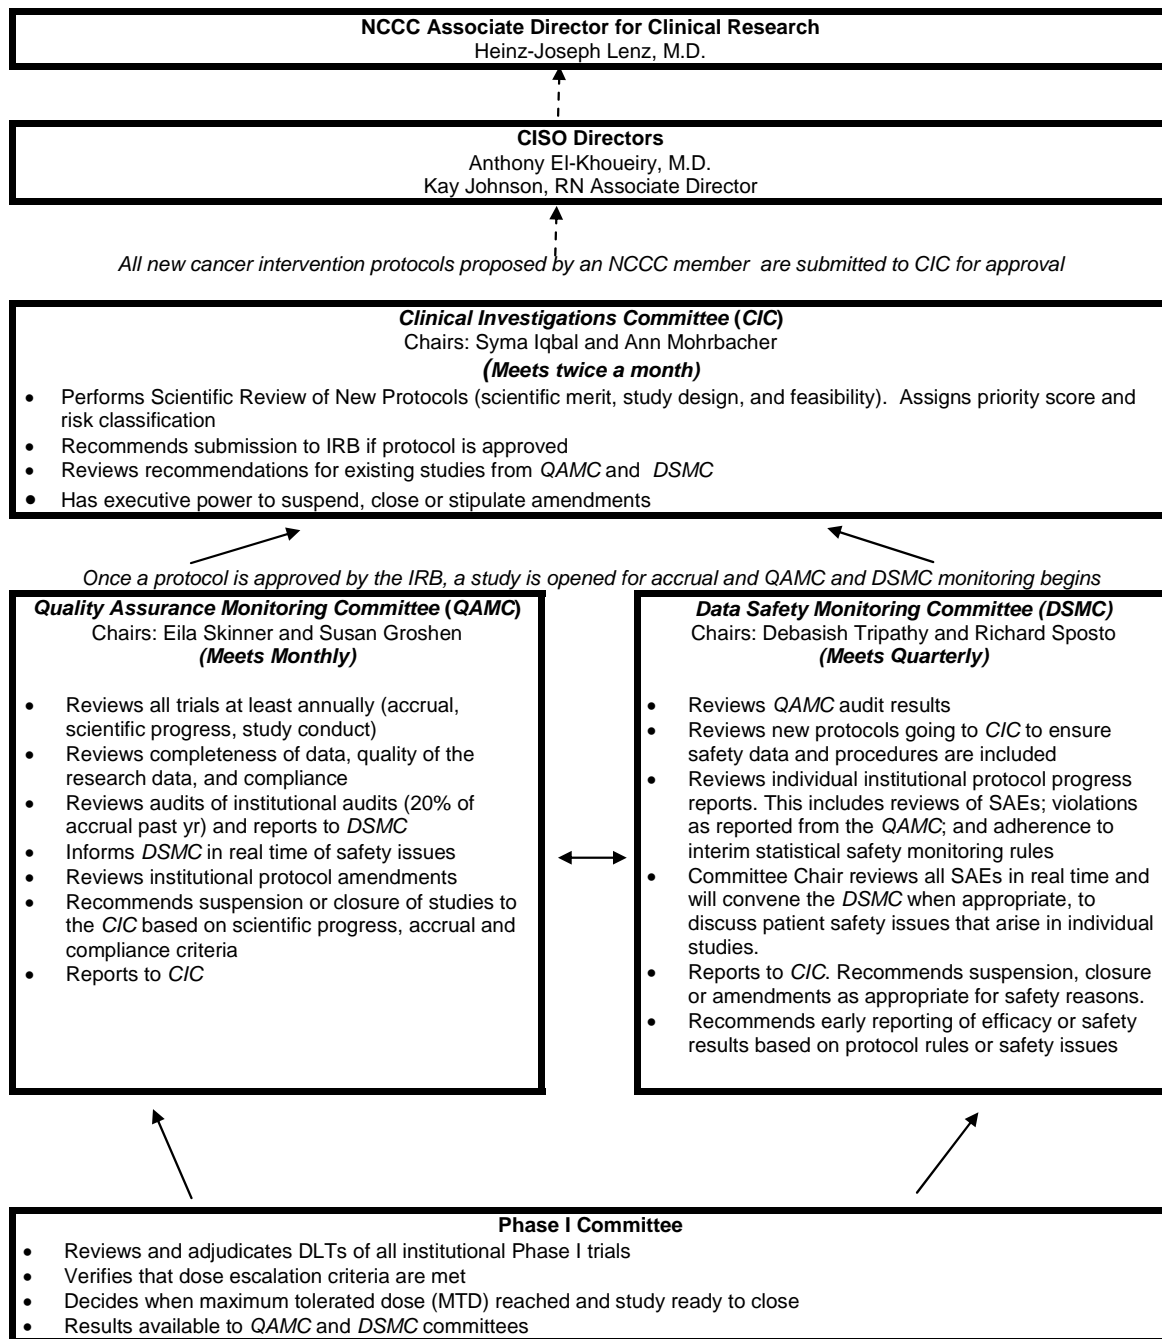 NCCC Associate Director for Clinical Research
Heinz-Joseph Lenz, M.D.
CISO Directors
Anthony El-Khoueiry, M.D.
Kay Johnson, RN Associate Director
All new cancer intervention protocols proposed by an NCCC member are submitted to CIC for approval
Clinical Investigations Committee (CIC)
Chairs: Syma Iqbal and Ann Mohrbacher
(Meets twice a month)
• Performs Scientific Review of New Protocols (scientific merit, study design, and feasibility). Assigns priority score and
risk classification
• Recommends submission to IRB if protocol is approved
• Reviews recommendations for existing studies from QAMC and DSMC
• Has executive power to suspend, close or stipulate amendments
Once a protocol is approved by the IRB, a study is opened for accrual and QAMC and DSMC monitoring begins
Quality Assurance Monitoring Committee (QAMC)
Chairs: Eila Skinner and Susan Groshen
(Meets Monthly)
• Reviews all trials at least annually (accrual,
scientific progress, study conduct)
• Reviews completeness of data, quality of the
research data, and compliance
• Reviews audits of institutional audits (20% of
accrual past yr) and reports to DSMC
• Informs DSMC in real time of safety issues
• Reviews institutional protocol amendments
• Recommends suspension or closure of studies to
the CIC based on scientific progress, accrual and
compliance criteria
• Reports to CIC
Data Safety Monitoring Committee (DSMC)
Chairs: Debasish Tripathy and Richard Sposto
(Meets Quarterly)
• Reviews QAMC audit results
• Reviews new protocols going to CIC to ensure
safety data and procedures are included
• Reviews individual institutional protocol progress
reports. This includes reviews of SAEs; violations
as reported from the QAMC; and adherence to
interim statistical safety monitoring rules
• Committee Chair reviews all SAEs in real time and
will convene the DSMC when appropriate, to
discuss patient safety issues that arise in individual
studies.
• Reports to CIC. Recommends suspension, closure
or amendments as appropriate for safety reasons.
• Recommends early reporting of efficacy or safety
results based on protocol rules or safety issues
Phase I Committee
• Reviews and adjudicates DLTs of all institutional Phase I trials
• Verifies that dose escalation criteria are met
• Decides when maximum tolerated dose (MTD) reached and study ready to close
• Results available to QAMC and DSMC committees